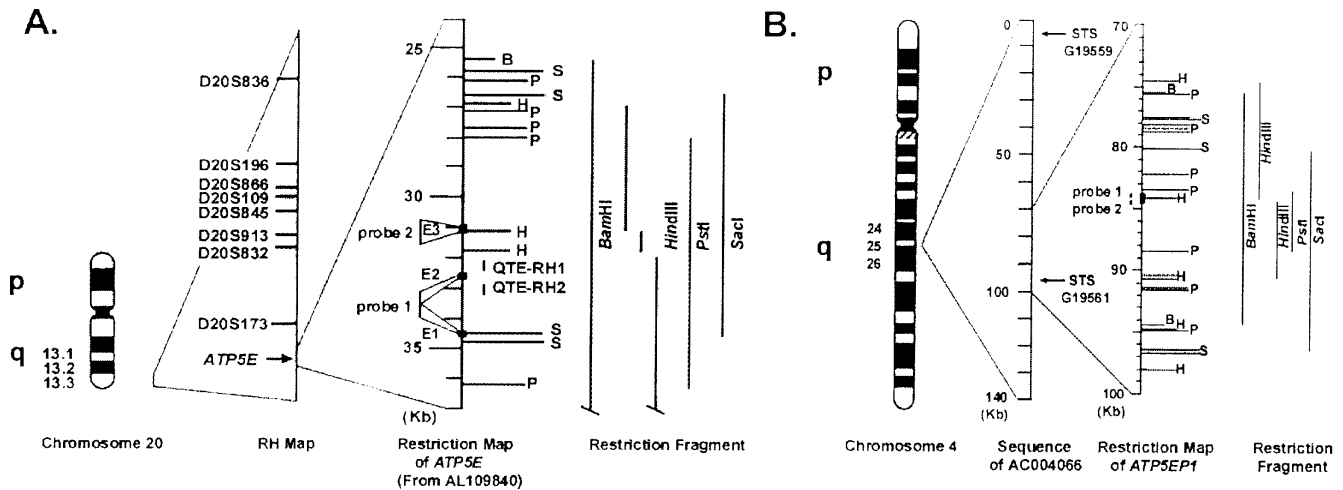 A.
D20S836
D20S196
D20S866
D20S109
D20S845
D20S913
D20S832
D20S173
ATP5E
p
q
13.1
13.2
13.3
25
30
35
(Kb)
B
S
P
S
H
P
P
P
H
H
S
S
P
E3
E2
E1
probe 2
probe 1
QTE-RH1
QTE-RH2
BamHI
HindIII
PstI
SacI
Chromosome 20
RH Map
Restriction Map
of ATP5E
(From AL109840)
Restriction Fragment
B.
p
q
24
25
26
0
50
100
140
(Kb)
STS
G19559
STS
G19561
70
80
90
100
(Kb)
probe 1
probe 2
H
B
P
S
P
S
P
P
H
P
H
P
B
H
P
S
H
BamHI
HindIII
HindIII
PstI
SacI
Chromosome 4
Sequence
of AC004066
Restriction Map
of ATP5EP1
Restriction
Fragment